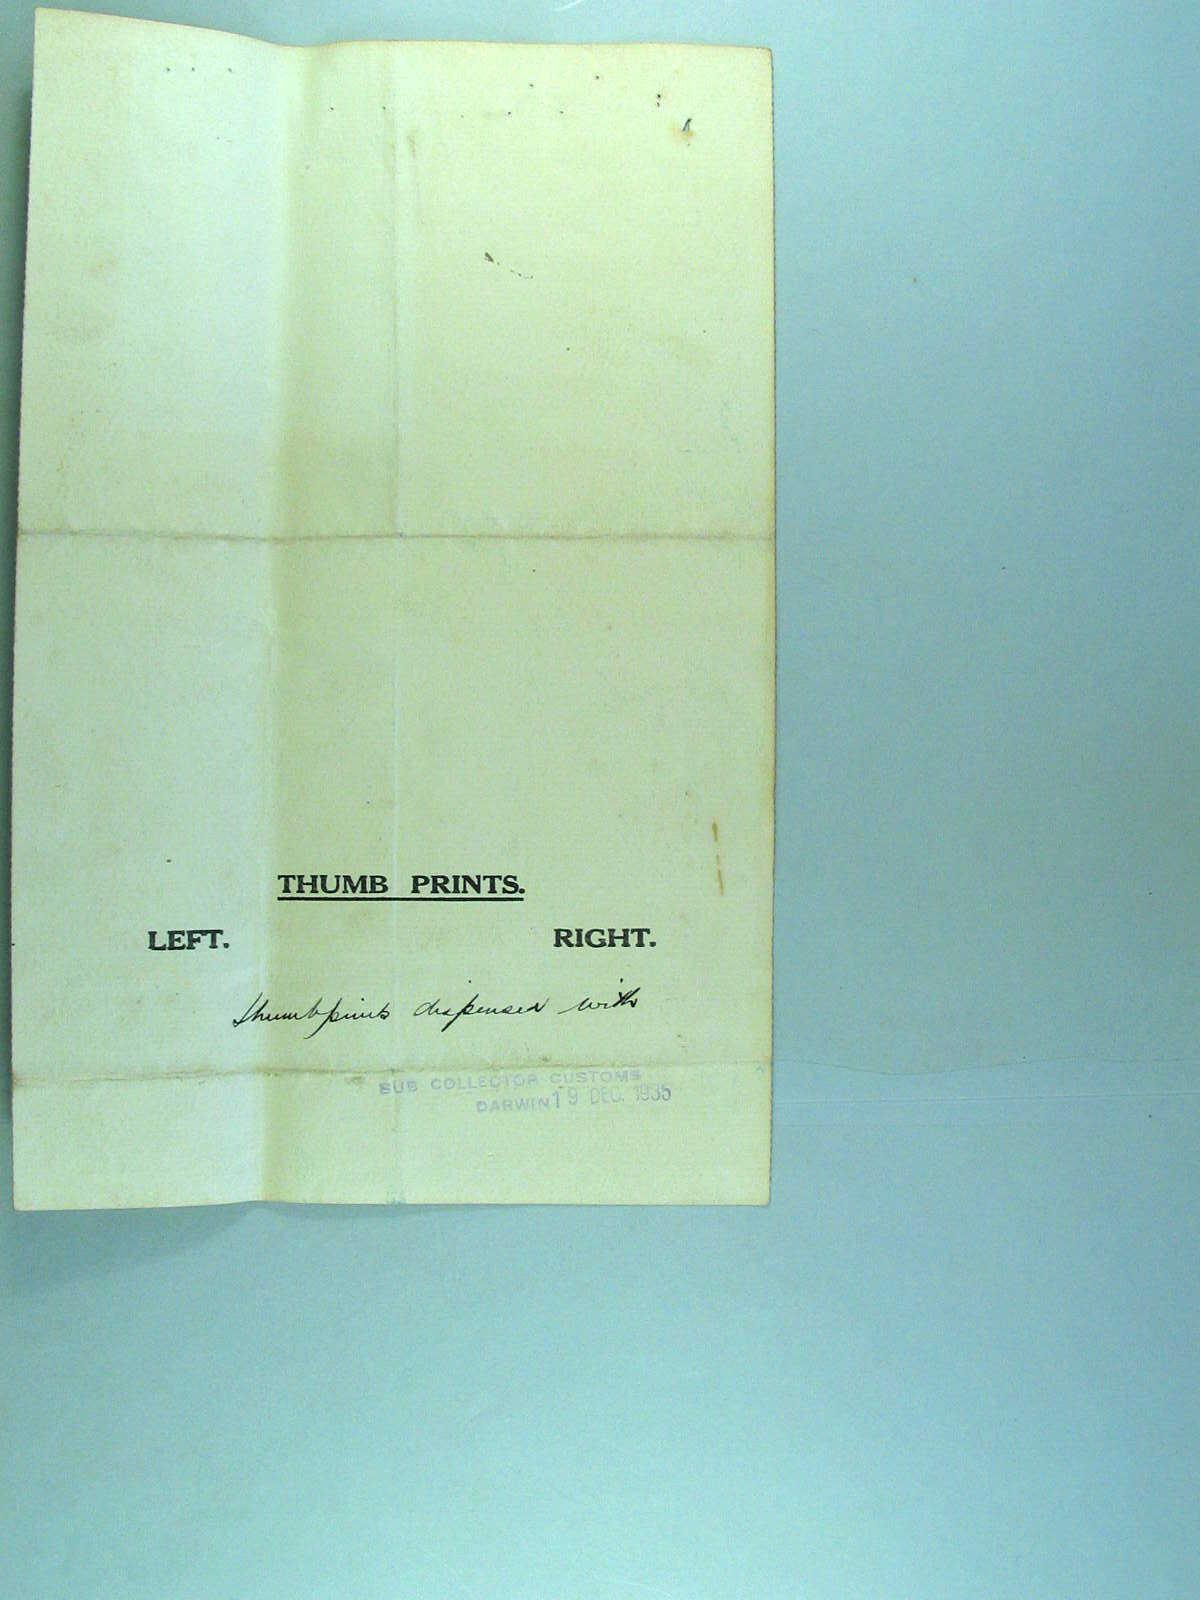 THUMB PRINTS.
LEFT. RIGHT.
thumbprints dispensed with
SUB COLLECTOR CUSTOMS
DARWIN 19 DEC. 1935